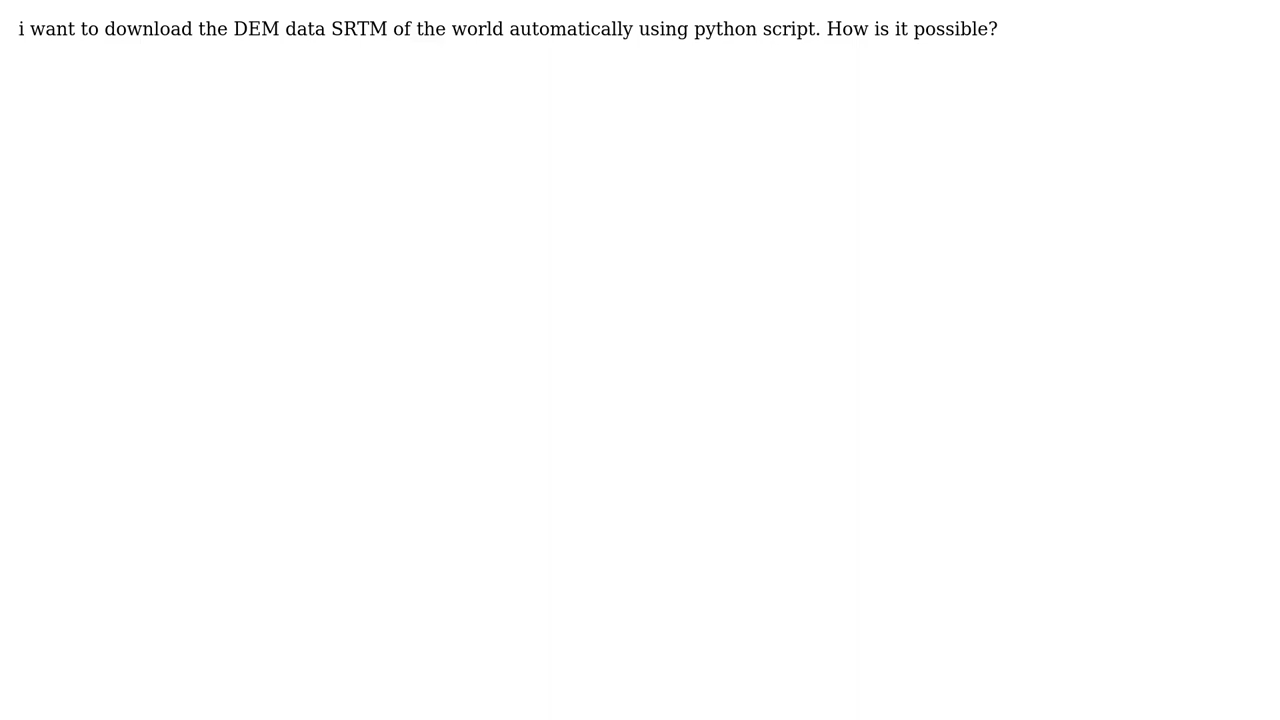 i want to download the DEM data SRTM of the world automatically using python script. How is it possible?